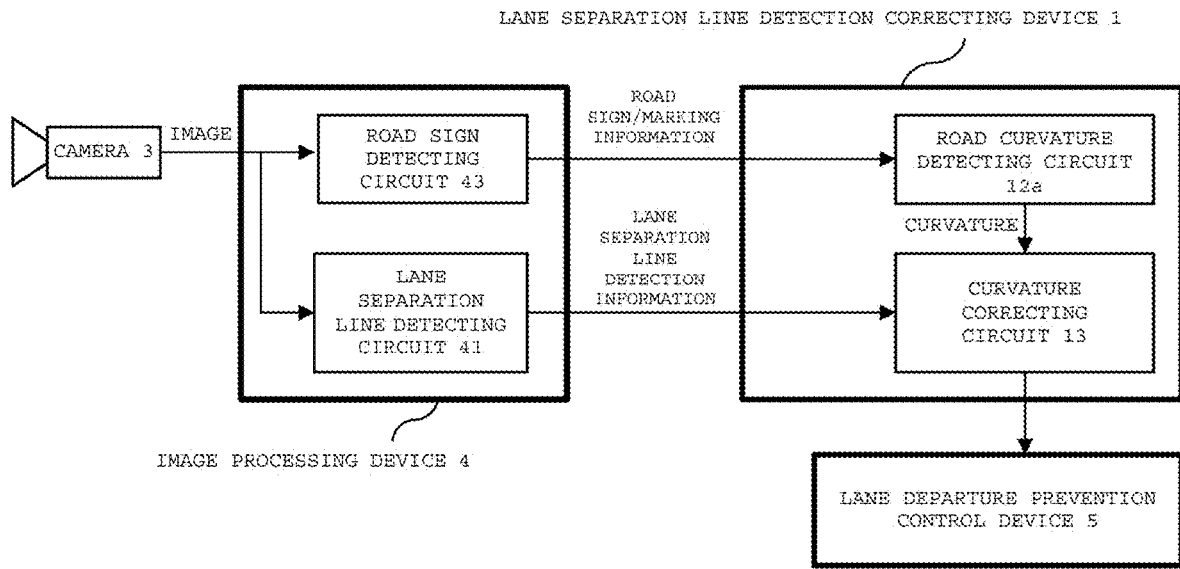 LANE SEPARATION LINE DETECTION CORRECTING DEVICE 1
CAMERA 3
IMAGE
ROAD SIGN
DETECTING
CIRCUIT 43
ROAD
SIGN/MARKING
INFORMATION
ROAD CURVATURE
DETECTING CIRCUIT
12a
CURVATURE
LANE
SEPARATION
LINE DETECTING
CIRCUIT 41
LANE
SEPARATION
LINE
DETECTION
INFORMATION
CURVATURE
CORRECTING
CIRCUIT 13
IMAGE PROCESSING DEVICE 4
LANE DEPARTURE PREVENTION
CONTROL DEVICE 5